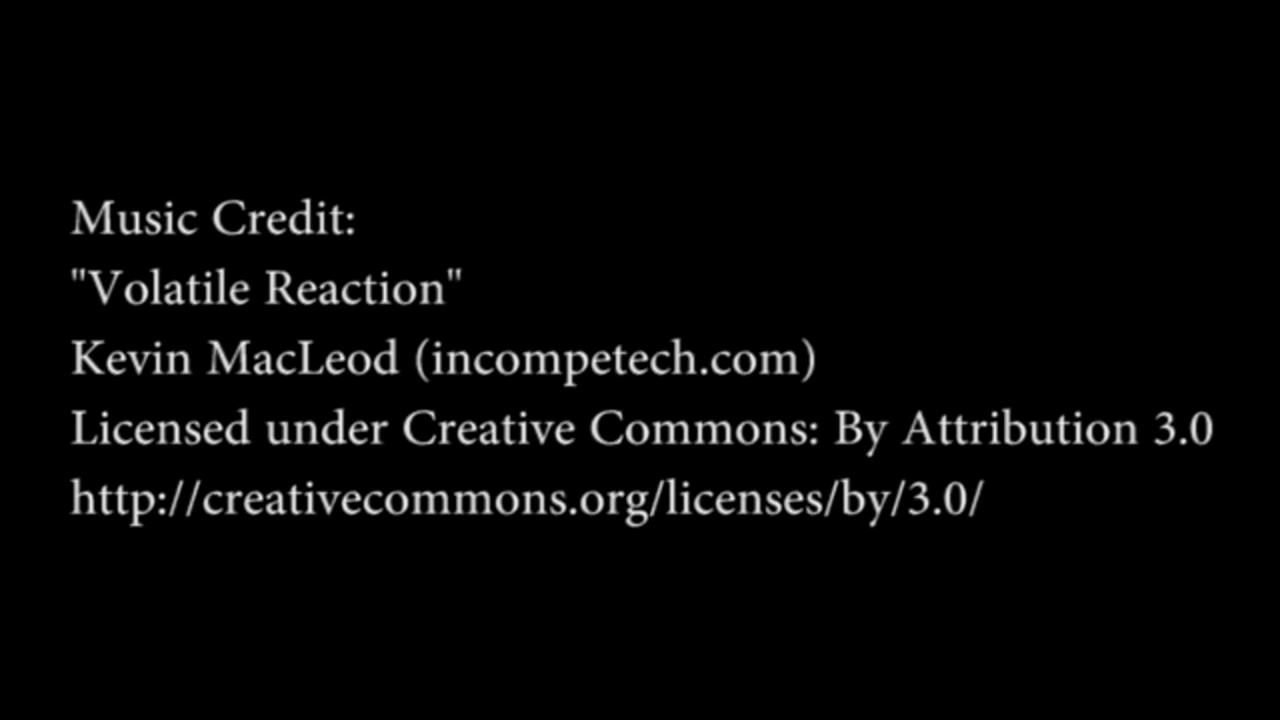 Music Credit:
"Volatile Reaction"
Kevin MacLeod (incompetech.com)
Licensed under Creative Commons: By Attribution 3.0
http://creativecommons.org/licenses/by/3.0/